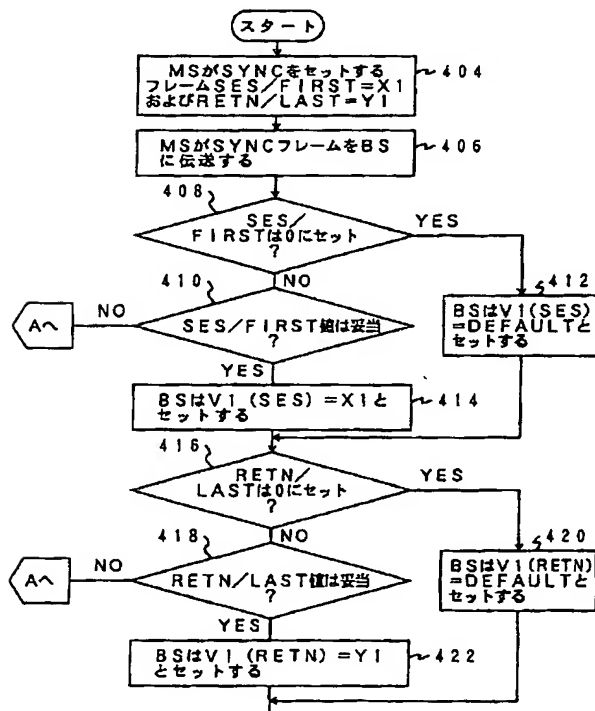 スタート
MSがSYNCをセットする
フレームSES/FIRST=X1
およびRETN/LAST=Y1
404
MSがSYNCフレームをBS
に伝送する
406
408
SES/
FIRSTは0にセット
?
YES
NO
410
412
Aへ
NO
SES/FIRST値は妥当
?
BSはV1(SES)
=DEFAULTと
セットする
YES
BSはV1(SES)=X1と
セットする
414
416
RETN/
LASTは0にセット
?
YES
NO
418
420
Aへ
NO
RETN/LAST値は妥当
?
BSはV1(RETN)
=DEFAULTと
セットする
YES
BSはV1(RETN)=Y1
とセットする
422